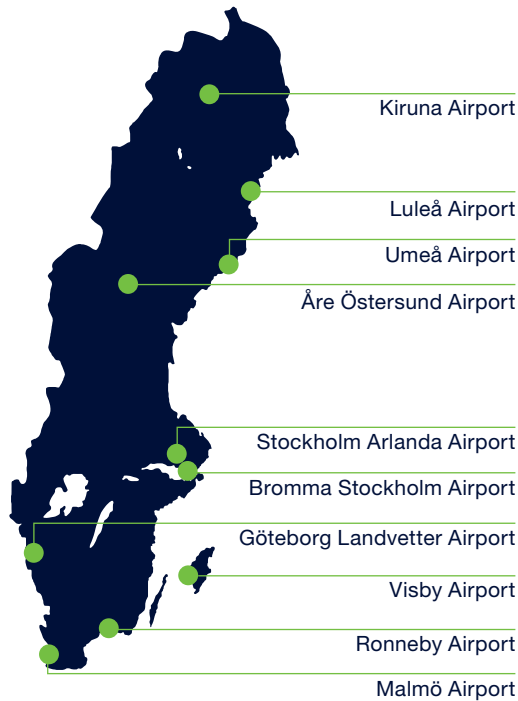 Kiruna Airport
Luleå Airport
Umeå Airport
Åre Östersund Airport
Stockholm Arlanda Airport
Bromma Stockholm Airport
Göteborg Landvetter Airport
Visby Airport
Ronneby Airport
Malmö Airport